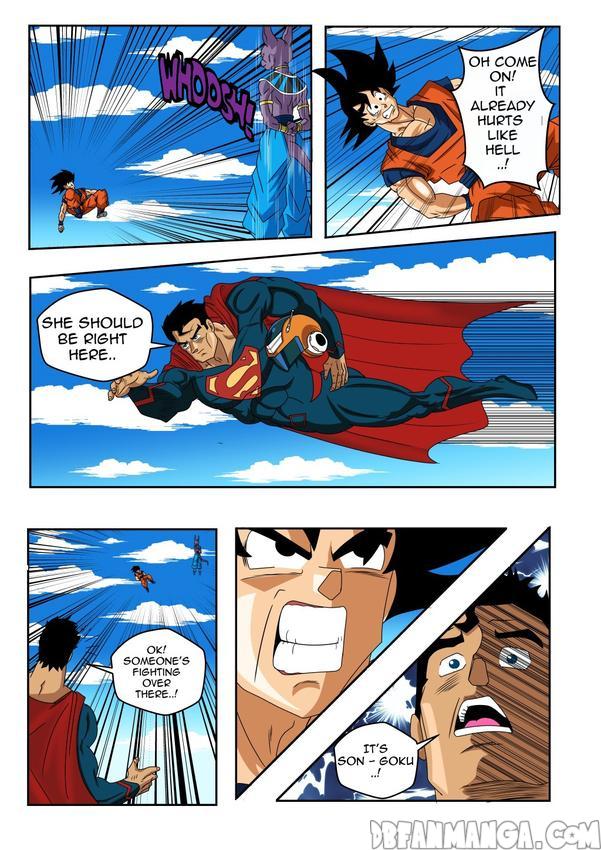 WHOOSH!
OH COME
ON!
IT
ALREADY
HURTS
LIKE
HELL
..!
SHE SHOULD
BE RIGHT
HERE..
S
OK!
SOMEONE'S
FIGHTING
OVER
THERE..!
IT'S
SON - GOKU
..!
DBFANMANGA.COM